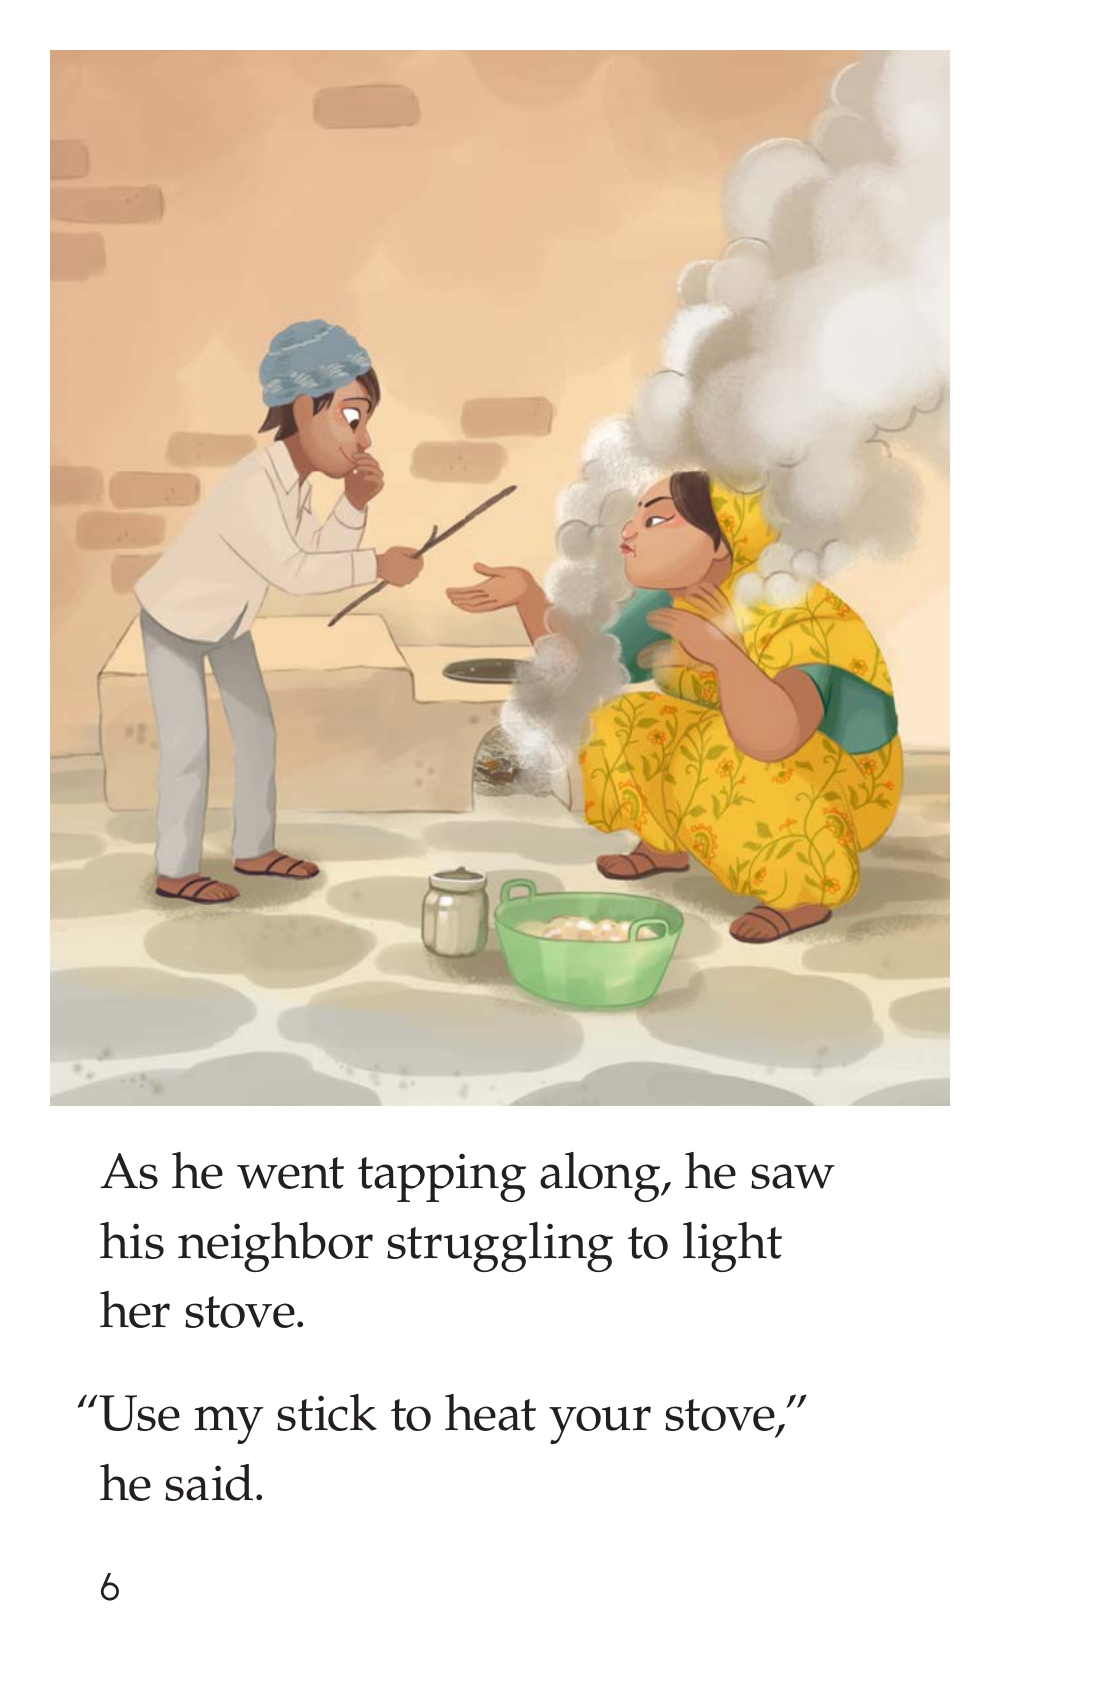 As he went tapping along, he saw
his neighbor struggling to light
her stove.
“Use my stick to heat your stove,”
he said.
6